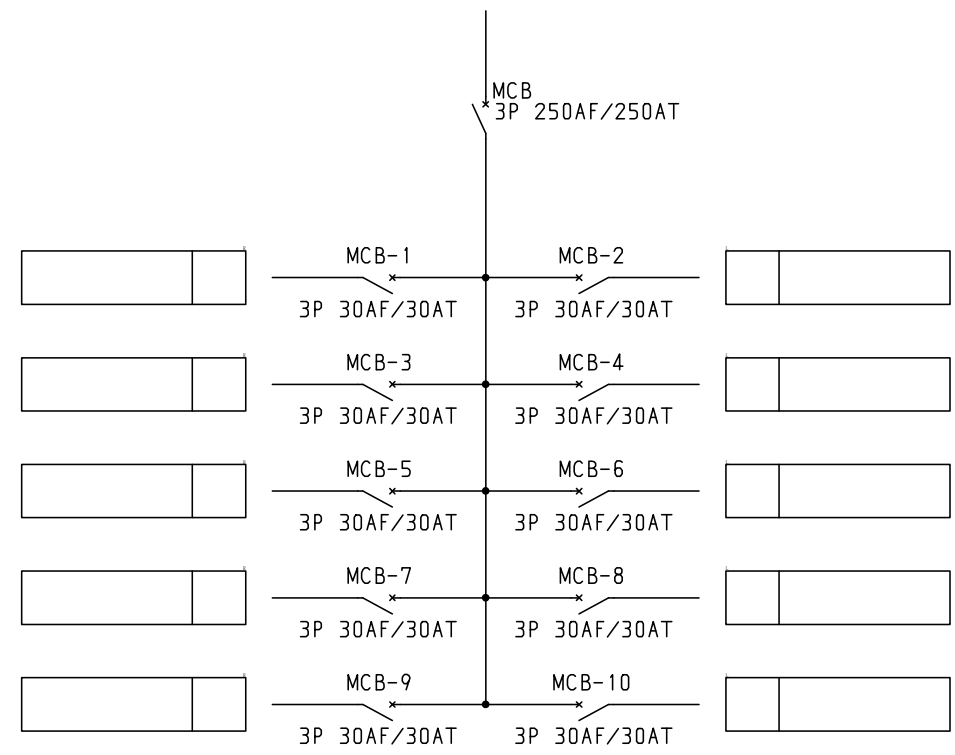 MCB
3P 250AF/250AT
MCB-1
MCB-2
3P 30AF/30AT
3P 30AF/30AT
MCB-3
MCB-4
3P 30AF/30AT
3P 30AF/30AT
MCB-5
MCB-6
3P 30AF/30AT
3P 30AF/30AT
MCB-7
MCB-8
3P 30AF/30AT
3P 30AF/30AT
MCB-9
MCB-10
3P 30AF/30AT
3P 30AF/30AT